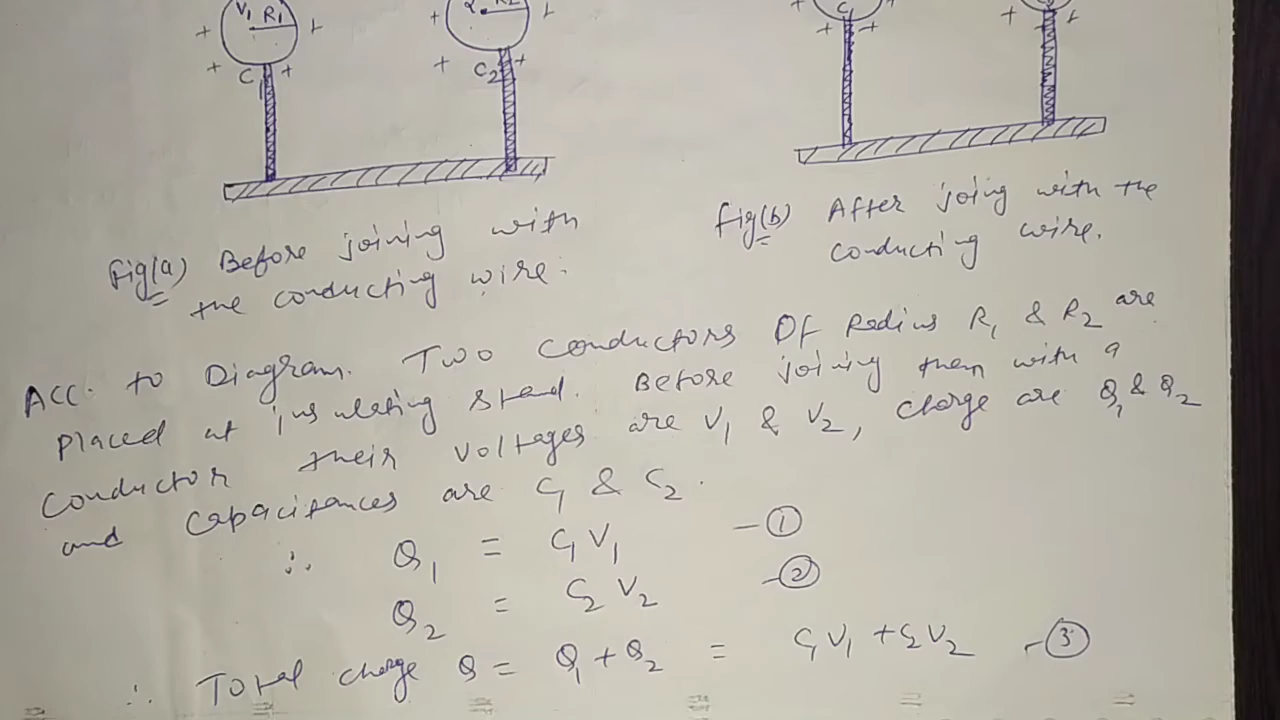 V₁ R₁
R₂
C₁
C₂
C₁
Fig(a) Before joining with
the conducting wire.
Fig(b) After joing with the
conducting wire.
Acc. to Diagram. Two conductors Of Radius R₁ & R₂ are
placed at insulating stand. Before joining them with a
conductor their voltages are V₁ & V₂, charge are Q₁ & Q₂
and capacitances are C₁ & C₂.
∴ Q₁ = C₁V₁ –①
Q₂ = C₂V₂ –②
∴ Total charge Q = Q₁ + Q₂ = C₁V₁ + C₂V₂ –③